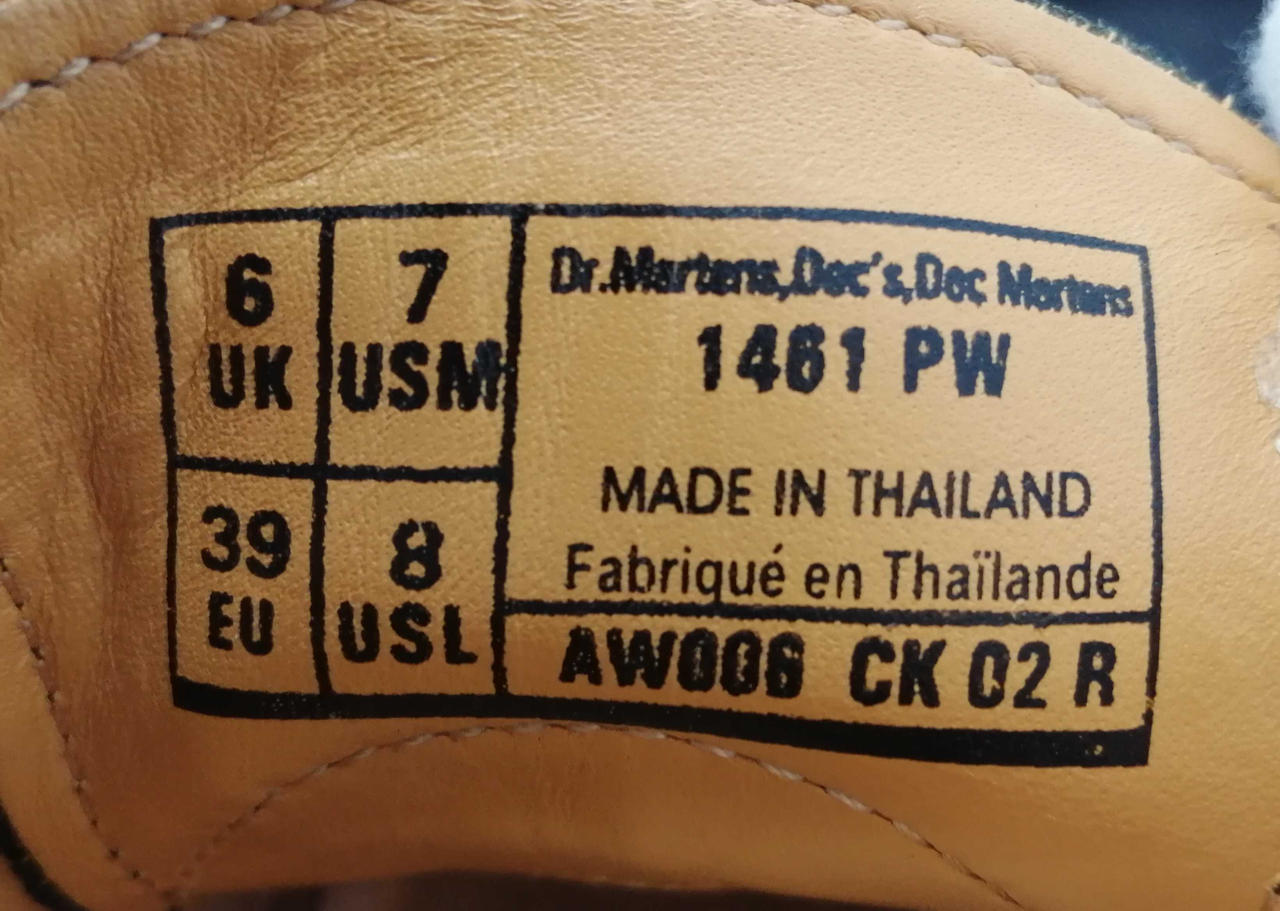 6
UK
7
USM
39
EU
8
USL
Dr.Martens,Doc's,Doc Martens
1461 PW
MADE IN THAILAND
Fabriqué en Thaïlande
AW006 CK 02 R